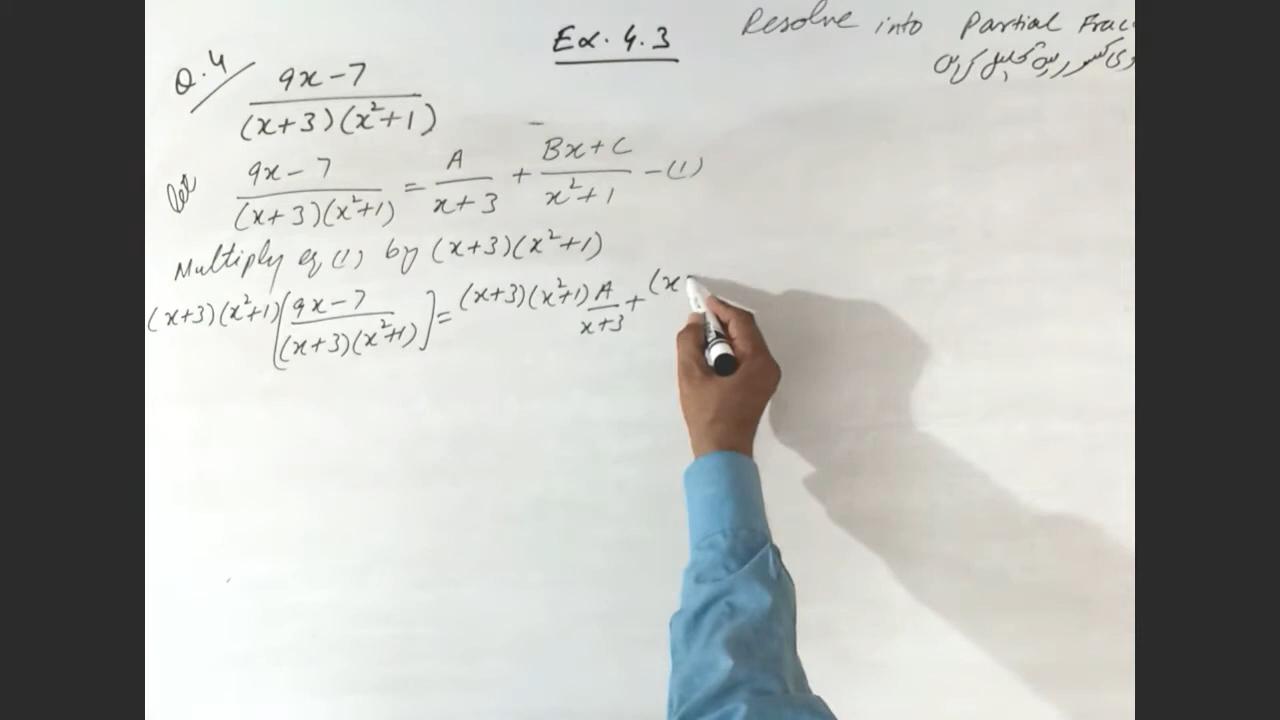 Ex. 4.3
Resolve into Partial Frac
Q.4 9x-7/(x+3)(x²+1)
let 9x-7/(x+3)(x²+1) = A/x+3 + Bx+C/x²+1 -(1)
Multiply eq (1) by (x+3)(x²+1)
(x+3)(x²+1)[9x-7/(x+3)(x²+1)] = (x+3)(x²+1)A/x+3 + (x